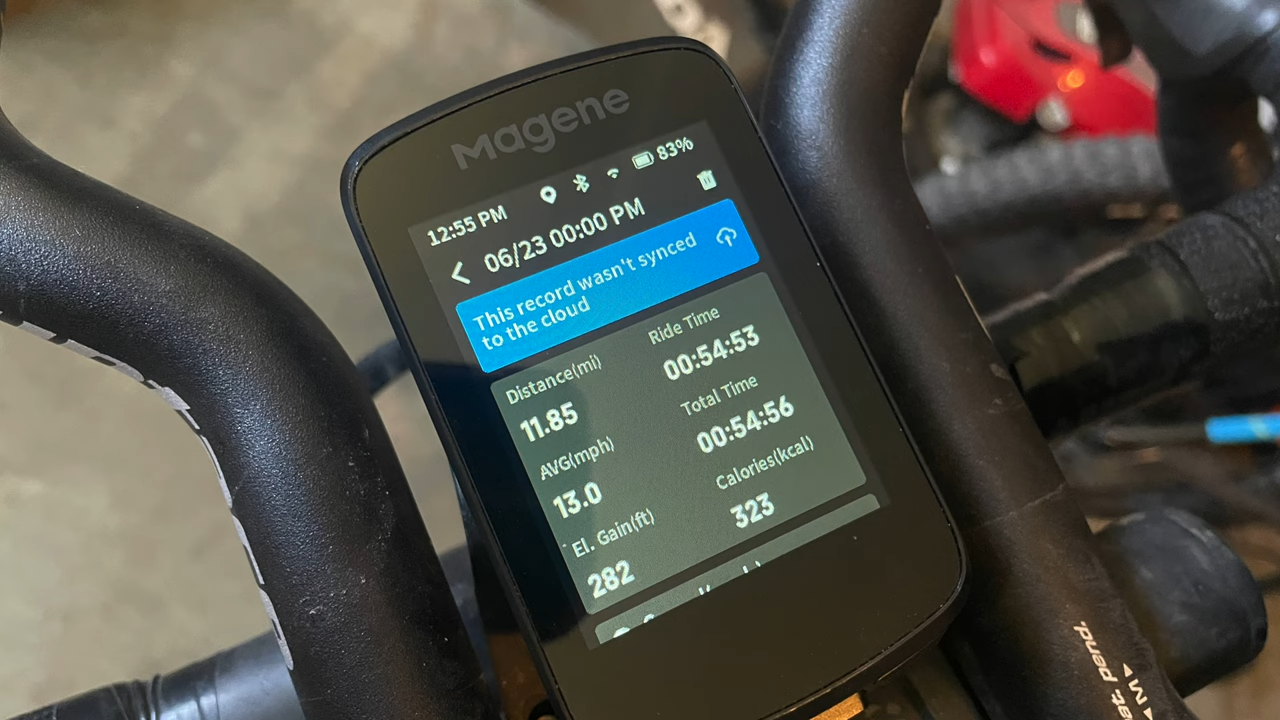 Magene
12:55 PM 83%
06/23 00:00 PM
This record wasn't synced
to the cloud
Distance(mi) Ride Time
11.85 00:54:53
AVG(mph) Total Time
13.0 00:54:56
El. Gain(ft) Calories(kcal)
282 323
at. pend.
M